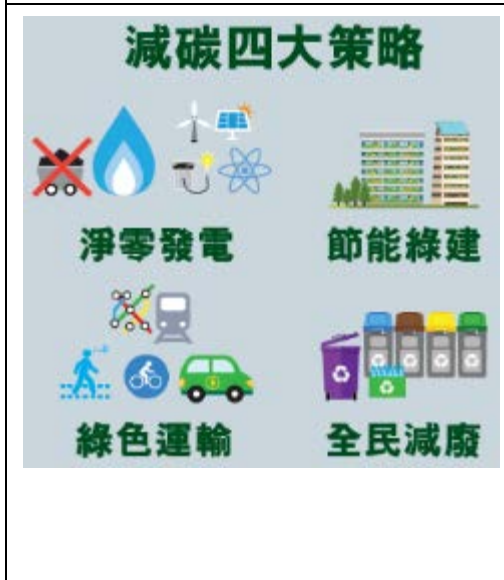 減碳四大策略
淨零發電
節能綠建
綠色運輸
全民減廢